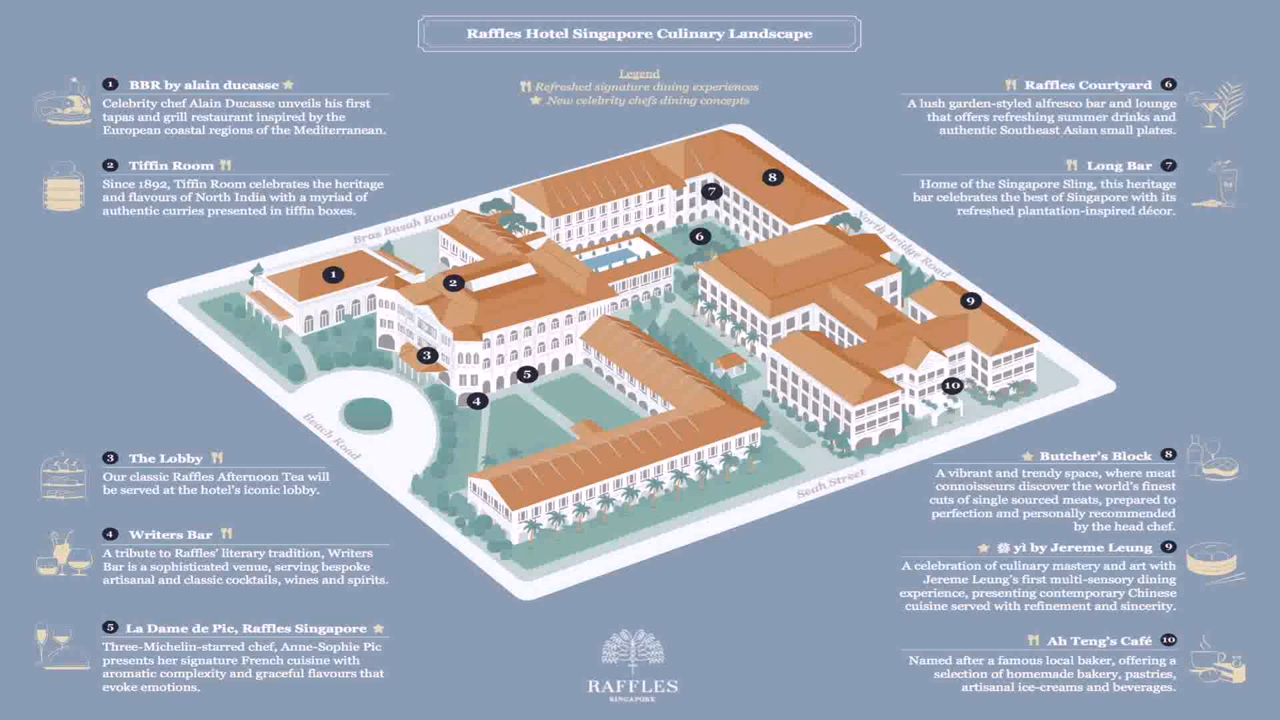 Raffles Hotel Singapore Culinary Landscape
Legend
Refreshed signature dining experiences
New celebrity chefs dining concepts
1 BBR by alain ducasse
Celebrity chef Alain Ducasse unveils his first
tapas and grill restaurant inspired by the
European coastal regions of the Mediterranean.
2 Tiffin Room
Since 1892, Tiffin Room celebrates the heritage
and flavours of North India with a myriad of
authentic curries presented in tiffin boxes.
3 The Lobby
Our classic Raffles Afternoon Tea will
be served at the hotel's iconic lobby.
4 Writers Bar
A tribute to Raffles' literary tradition, Writers
Bar is a sophisticated venue, serving bespoke
artisanal and classic cocktails, wines and spirits.
5 La Dame de Pic, Raffles Singapore
Three-Michelin-starred chef, Anne-Sophie Pic
presents her signature French cuisine with
aromatic complexity and graceful flavours that
evoke emotions.
Raffles Courtyard 6
A lush garden-styled alfresco bar and lounge
that offers refreshing summer drinks and
authentic Southeast Asian small plates.
Long Bar 7
Home of the Singapore Sling, this heritage
bar celebrates the best of Singapore with its
refreshed plantation-inspired décor.
Butcher's Block 8
A vibrant and trendy space, where meat
connoisseurs discover the world's finest
cuts of single sourced meats, prepared to
perfection and personally recommended
by the head chef.
yì by Jereme Leung 9
A celebration of culinary mastery and art with
Jereme Leung's first multi-sensory dining
experience, presenting contemporary Chinese
cuisine served with refinement and sincerity.
Ah Teng's Café 10
Named after a famous local baker, offering a
selection of homemade bakery, pastries,
artisanal ice-creams and beverages.
Bras Basah Road
North Bridge Road
Beach Road
Seah Street
1
2
3
4
5
6
7
8
9
10
RAFFLES
SINGAPORE